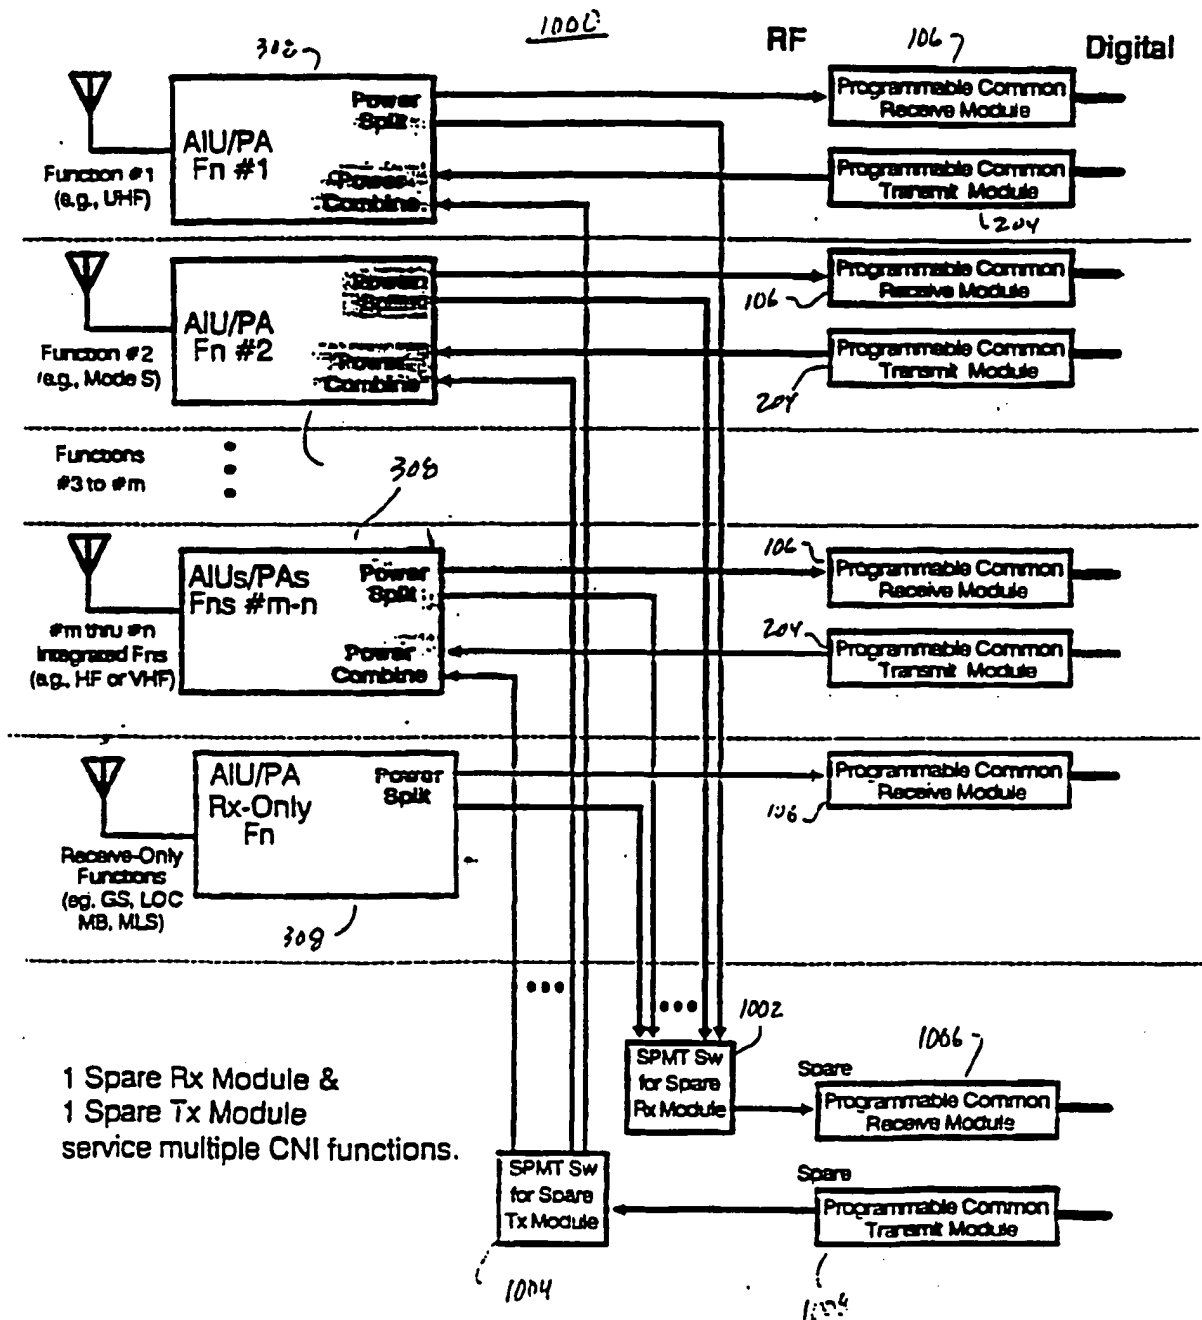 RF
106
Digital
308
AIU/PA
Fn #1
Power
Split
Power
Combine
Function #1
(e.g., UHF)
Programmable Common
Receive Module
Programmable Common
Transmit Module
204
AIU/PA
Fn #2
Power
Combine
Function #2
(e.g., Mode S)
Programmable Common
Receive Module
106
Programmable Common
Transmit Module
204
Functions
#3 to #m
308
AIUs/PAs
Fns #m-n
Power
Split
Power
Combine
#m thru #n
Integrated Fns
(e.g., HF or VHF)
106
Programmable Common
Receive Module
204
Programmable Common
Transmit Module
AIU/PA
Rx-Only
Fn
Power
Split
Receive-Only
Functions
(eg, GS, LOC
MB, MLS)
308
Programmable Common
Receive Module
106
1 Spare Rx Module &
1 Spare Tx Module
service multiple CNI functions.
SPMT Sw
for Spare
Rx Module
1002
1006
Spare
Programmable Common
Receive Module
SPMT Sw
for Spare
Tx Module
1004
Spare
Programmable Common
Transmit Module